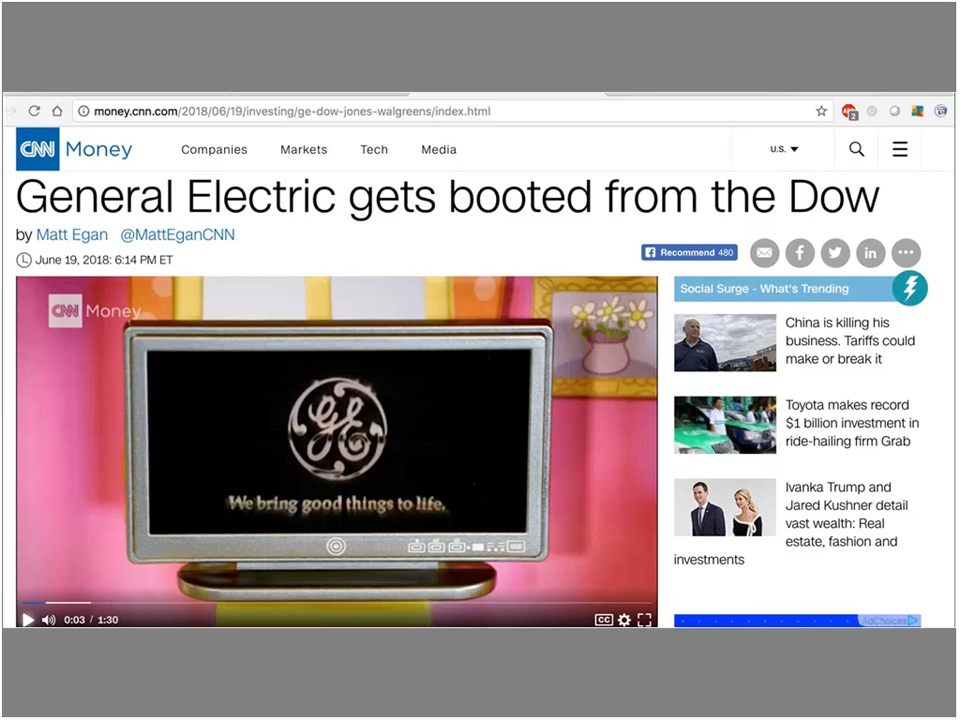 money.cnn.com/2018/06/19/investing/ge-dow-jones-walgreens/index.html
2
CNN Money
Companies
Markets
Tech
Media
U.S.
General Electric gets booted from the Dow
by Matt Egan @MattEganCNN
June 19, 2018: 6:14 PM ET
Recommend 480
CNN Money
GE
We bring good things to life.
0:03 / 1:30
CC
Social Surge - What's Trending
China is killing his
business. Tariffs could
make or break it
Toyota makes record
$1 billion investment in
ride-hailing firm Grab
Ivanka Trump and
Jared Kushner detail
vast wealth: Real
estate, fashion and
investments
AdChoices